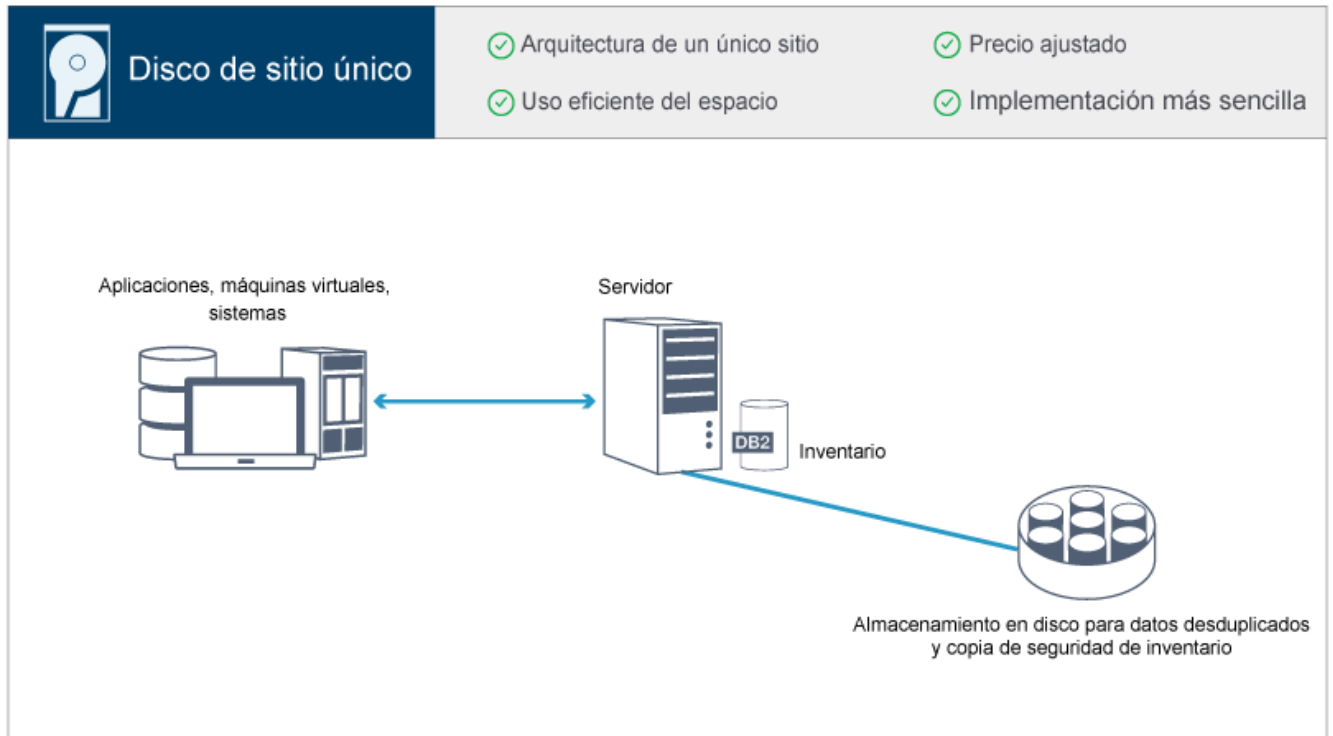 Disco de sitio único
Arquitectura de un único sitio
Precio ajustado
Uso eficiente del espacio
Implementación más sencilla
Aplicaciones, máquinas virtuales,
sistemas
Servidor
DB2
Inventario
Almacenamiento en disco para datos desduplicados
y copia de seguridad de inventario